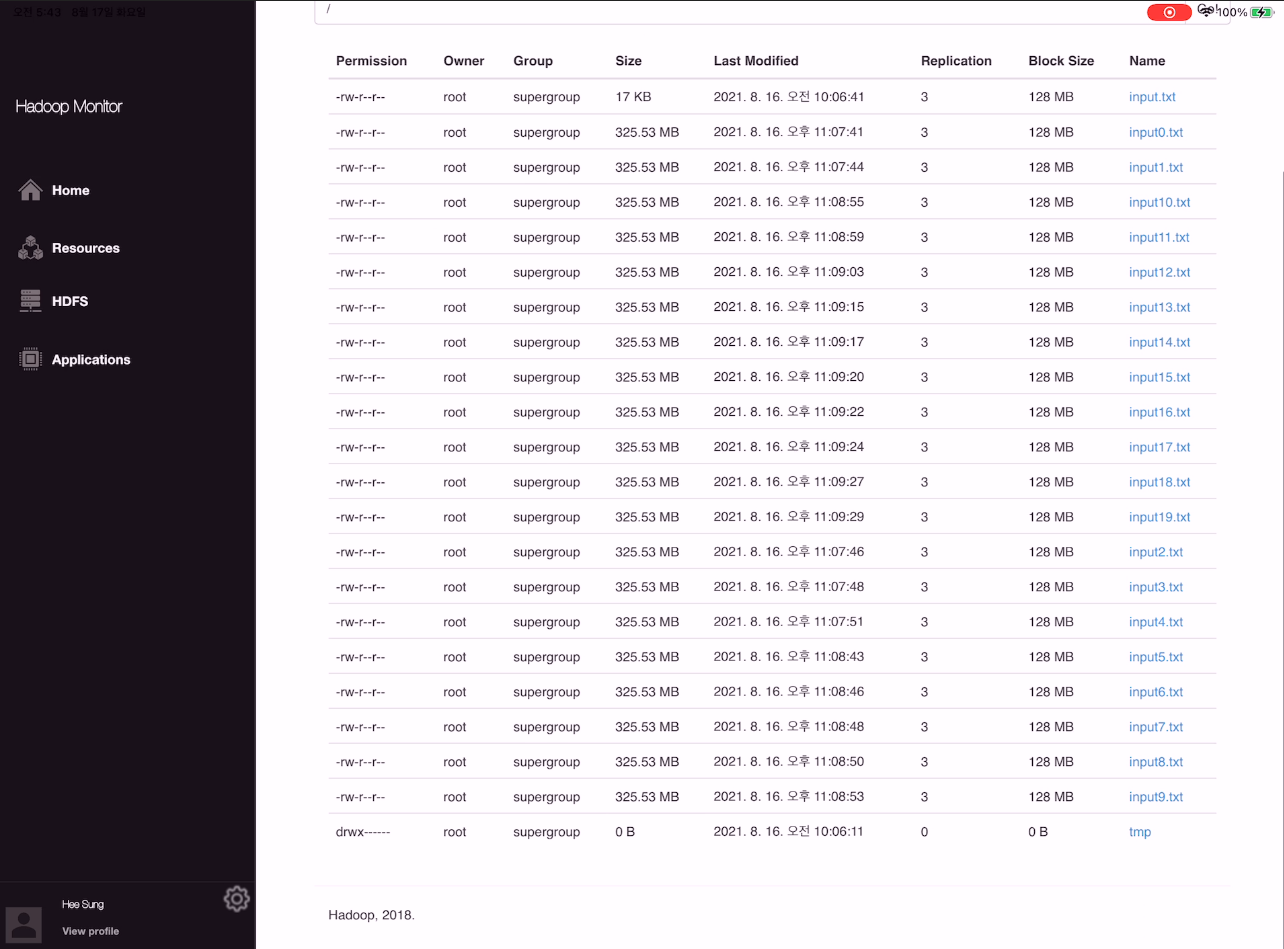 오전 5:43 8월 17일 화요일
100%
/
Go!
Hadoop Monitor
Home
Resources
HDFS
Applications
Hee Sung
View profile
Permission Owner Group Size Last Modified Replication Block Size Name
-rw-r--r-- root supergroup 17 KB 2021. 8. 16. 오전 10:06:41 3 128 MB input.txt
-rw-r--r-- root supergroup 325.53 MB 2021. 8. 16. 오후 11:07:41 3 128 MB input0.txt
-rw-r--r-- root supergroup 325.53 MB 2021. 8. 16. 오후 11:07:44 3 128 MB input1.txt
-rw-r--r-- root supergroup 325.53 MB 2021. 8. 16. 오후 11:08:55 3 128 MB input10.txt
-rw-r--r-- root supergroup 325.53 MB 2021. 8. 16. 오후 11:08:59 3 128 MB input11.txt
-rw-r--r-- root supergroup 325.53 MB 2021. 8. 16. 오후 11:09:03 3 128 MB input12.txt
-rw-r--r-- root supergroup 325.53 MB 2021. 8. 16. 오후 11:09:15 3 128 MB input13.txt
-rw-r--r-- root supergroup 325.53 MB 2021. 8. 16. 오후 11:09:17 3 128 MB input14.txt
-rw-r--r-- root supergroup 325.53 MB 2021. 8. 16. 오후 11:09:20 3 128 MB input15.txt
-rw-r--r-- root supergroup 325.53 MB 2021. 8. 16. 오후 11:09:22 3 128 MB input16.txt
-rw-r--r-- root supergroup 325.53 MB 2021. 8. 16. 오후 11:09:24 3 128 MB input17.txt
-rw-r--r-- root supergroup 325.53 MB 2021. 8. 16. 오후 11:09:27 3 128 MB input18.txt
-rw-r--r-- root supergroup 325.53 MB 2021. 8. 16. 오후 11:09:29 3 128 MB input19.txt
-rw-r--r-- root supergroup 325.53 MB 2021. 8. 16. 오후 11:07:46 3 128 MB input2.txt
-rw-r--r-- root supergroup 325.53 MB 2021. 8. 16. 오후 11:07:48 3 128 MB input3.txt
-rw-r--r-- root supergroup 325.53 MB 2021. 8. 16. 오후 11:07:51 3 128 MB input4.txt
-rw-r--r-- root supergroup 325.53 MB 2021. 8. 16. 오후 11:08:43 3 128 MB input5.txt
-rw-r--r-- root supergroup 325.53 MB 2021. 8. 16. 오후 11:08:46 3 128 MB input6.txt
-rw-r--r-- root supergroup 325.53 MB 2021. 8. 16. 오후 11:08:48 3 128 MB input7.txt
-rw-r--r-- root supergroup 325.53 MB 2021. 8. 16. 오후 11:08:50 3 128 MB input8.txt
-rw-r--r-- root supergroup 325.53 MB 2021. 8. 16. 오후 11:08:53 3 128 MB input9.txt
drwx------ root supergroup 0 B 2021. 8. 16. 오전 10:06:11 0 0 B tmp
Hadoop, 2018.